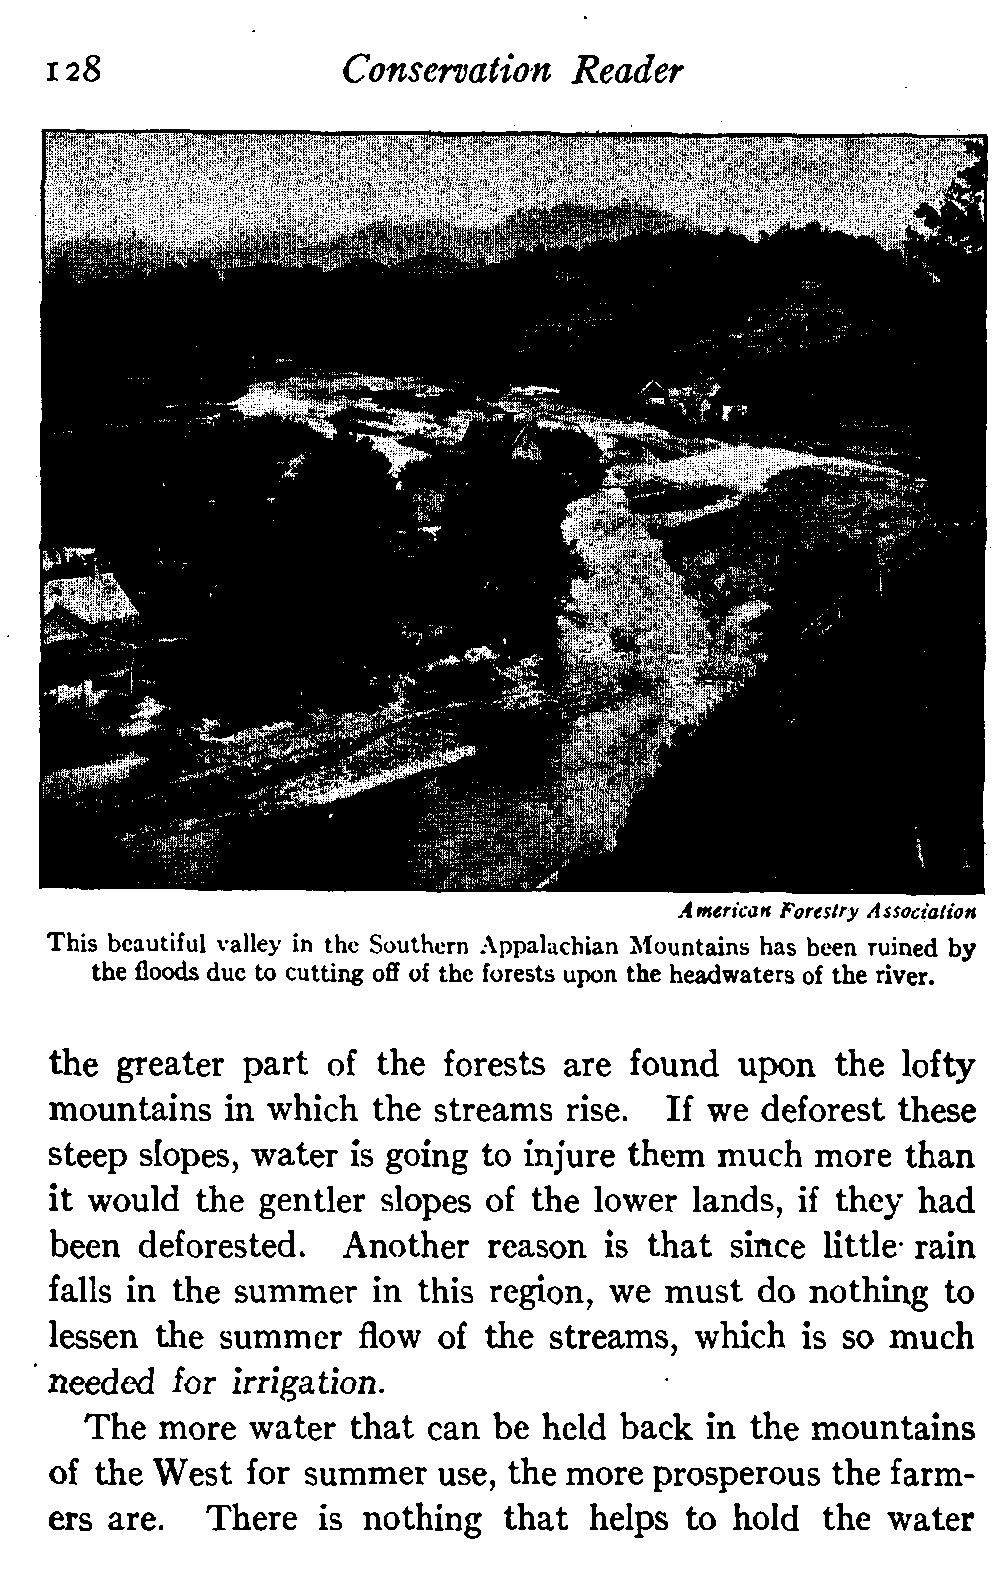 128 Conservation Reader
American Forestry Association
This beautiful valley in the Southern Appalachian Mountains has been ruined by
the floods due to cutting off of the forests upon the headwaters of the river.
the greater part of the forests are found upon the lofty
mountains in which the streams rise. If we deforest these
steep slopes, water is going to injure them much more than
it would the gentler slopes of the lower lands, if they had
been deforested. Another reason is that since little rain
falls in the summer in this region, we must do nothing to
lessen the summer flow of the streams, which is so much
needed for irrigation.
The more water that can be held back in the mountains
of the West for summer use, the more prosperous the farm-
ers are. There is nothing that helps to hold the water